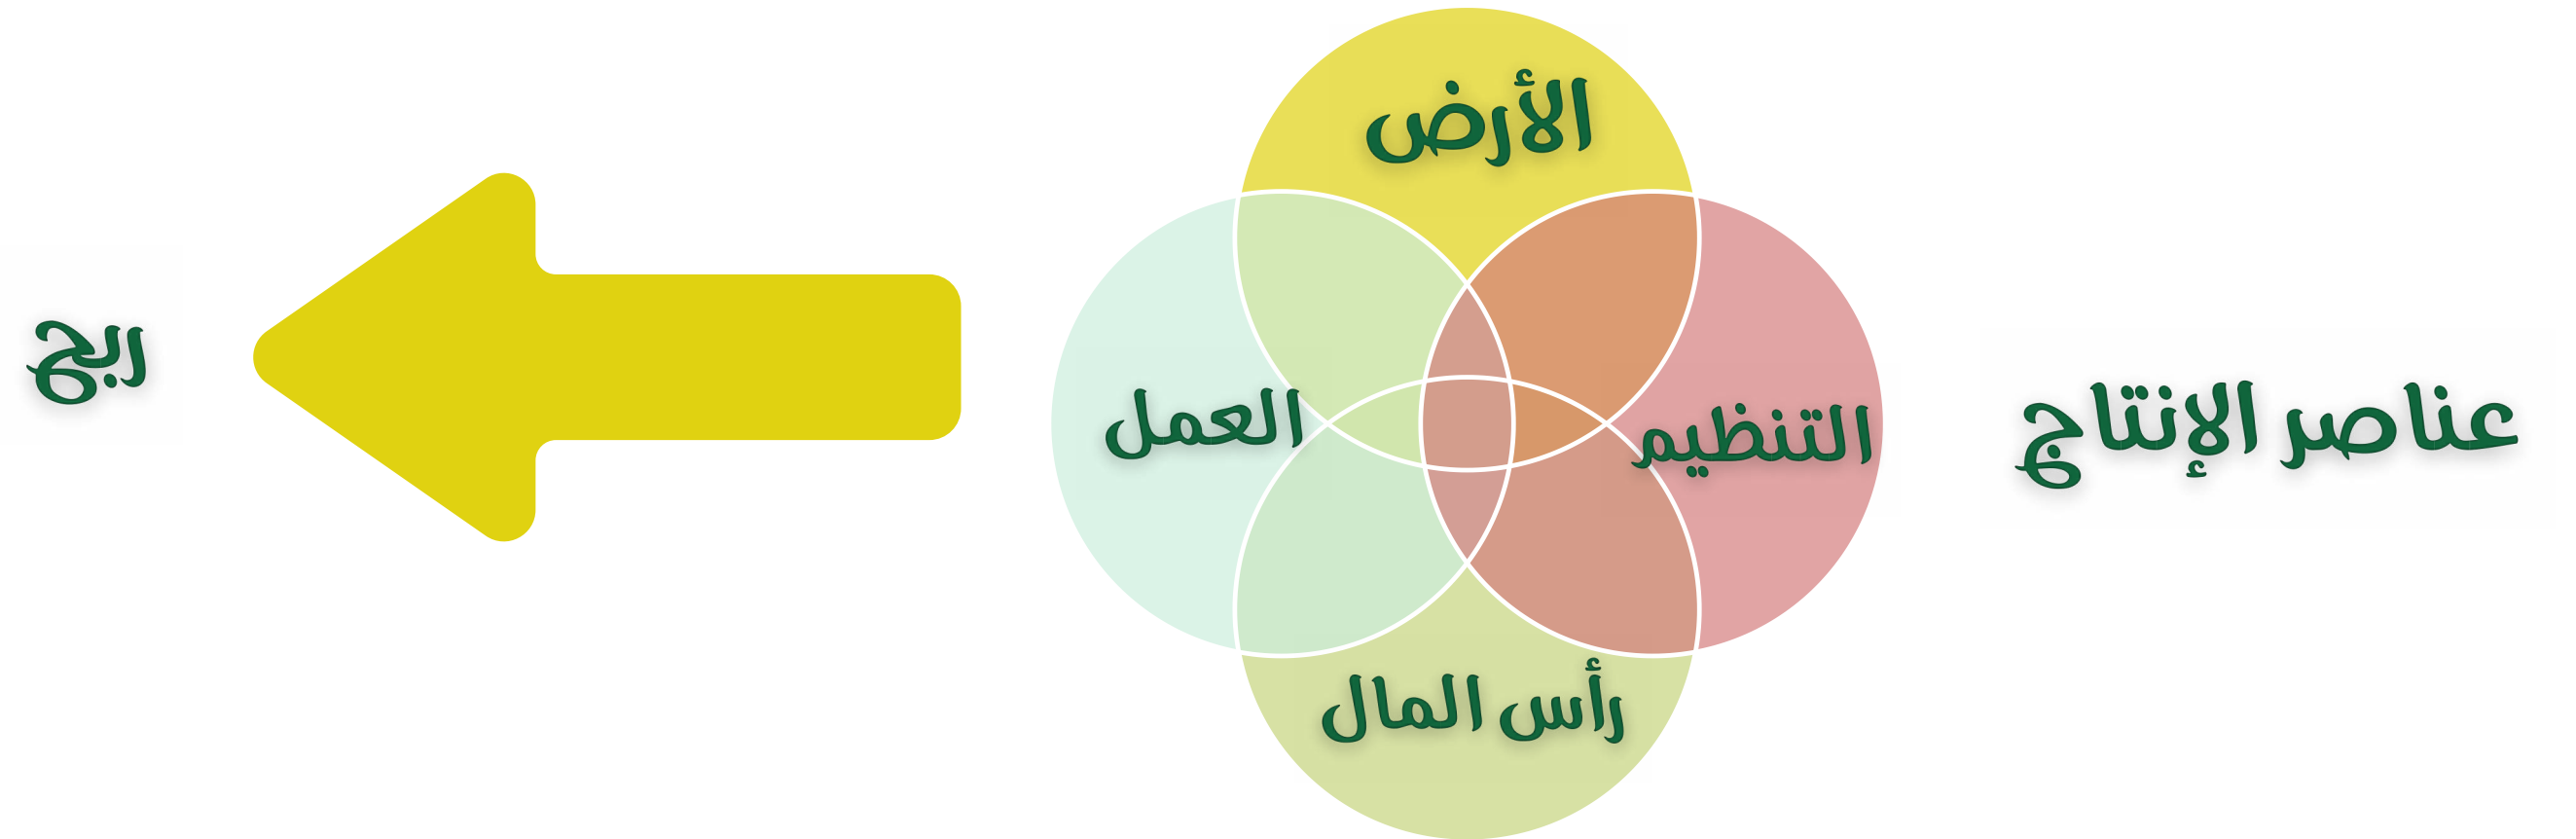 عناصر الإنتاج
الأرض
التنظيم
العمل
رأس المال
ربح